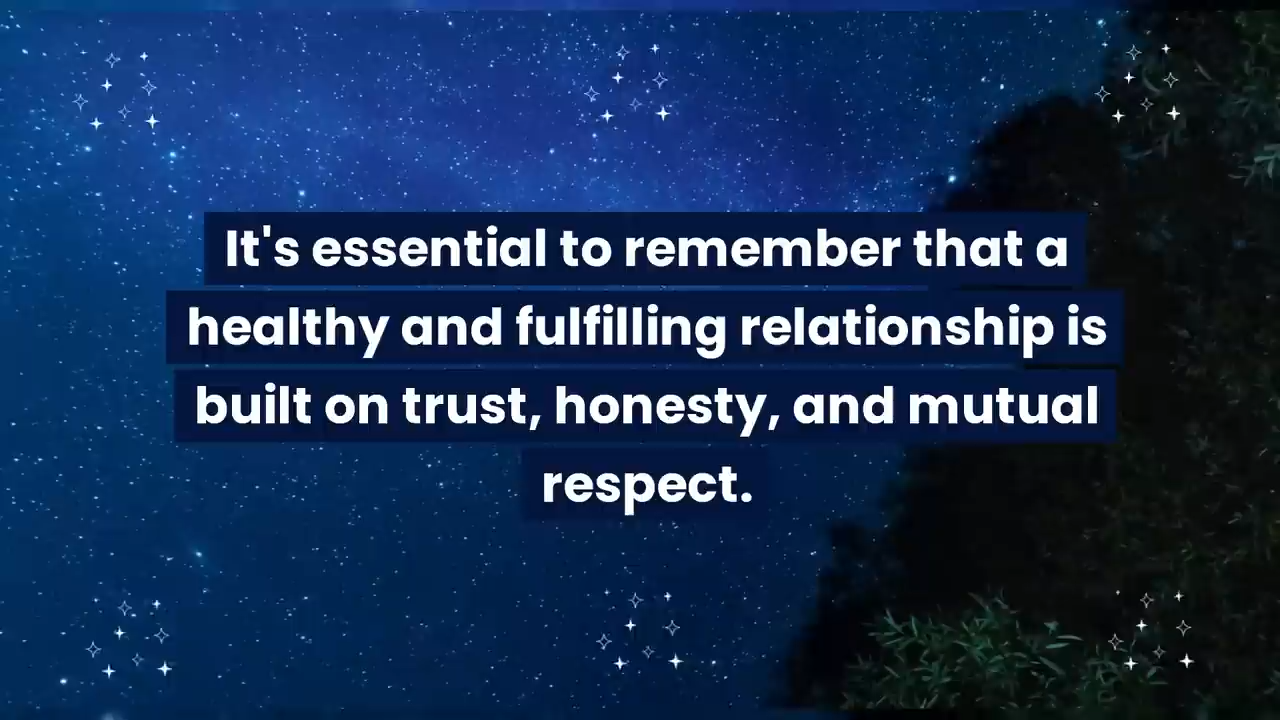 It's essential to remember that a
healthy and fulfilling relationship is
built on trust, honesty, and mutual
respect.